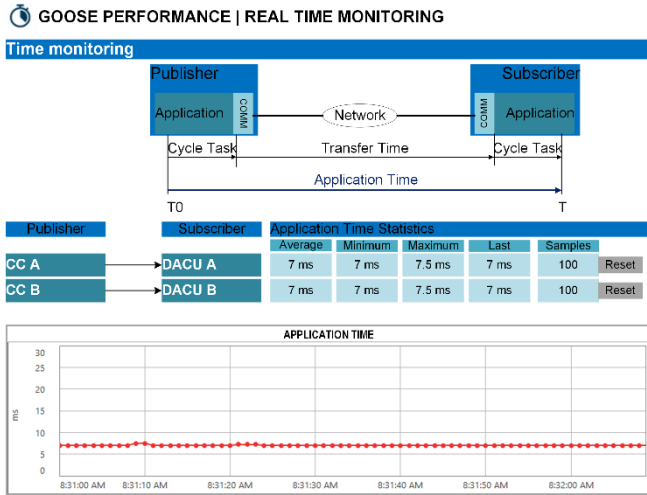 GOOSE PERFORMANCE | REAL TIME MONITORING
Time monitoring
Publisher
Subscriber
Application
COMM
Network
COMM
Application
Cycle Task
Transfer Time
Cycle Task
Application Time
T0
T
Publisher
Subscriber
Application Time Statistics
Average Minimum Maximum Last Samples
CC A DACU A 7 ms 7 ms 7.5 ms 7 ms 100 Reset
CC B DACU B 7 ms 7 ms 7.5 ms 7 ms 100 Reset
APPLICATION TIME
30
25
20
15
10
5
0
ms
8:31:00 AM 8:31:10 AM 8:31:20 AM 8:31:30 AM 8:31:40 AM 8:31:50 AM 8:32:00 AM